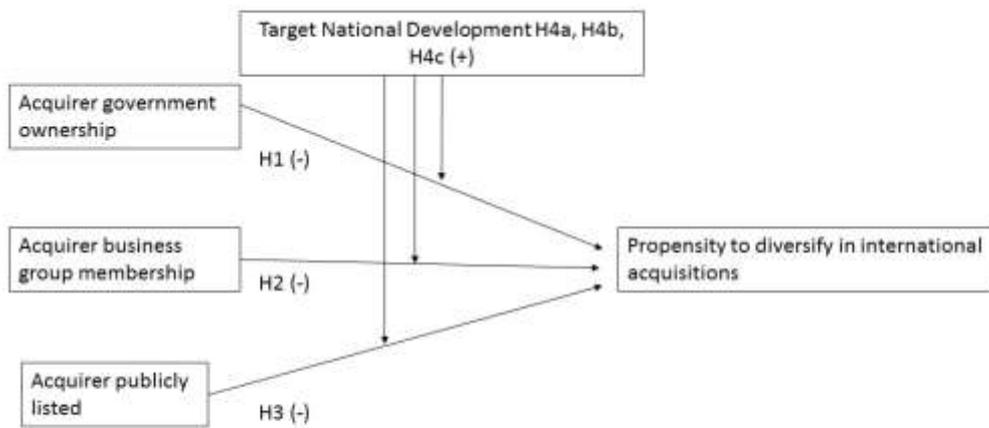 Target National Development H4a, H4b,
H4c (+)
Acquirer government
ownership
H1 (-)
Acquirer business
group membership
H2 (-)
Propensity to diversify in international
acquisitions
Acquirer publicly
listed
H3 (-)